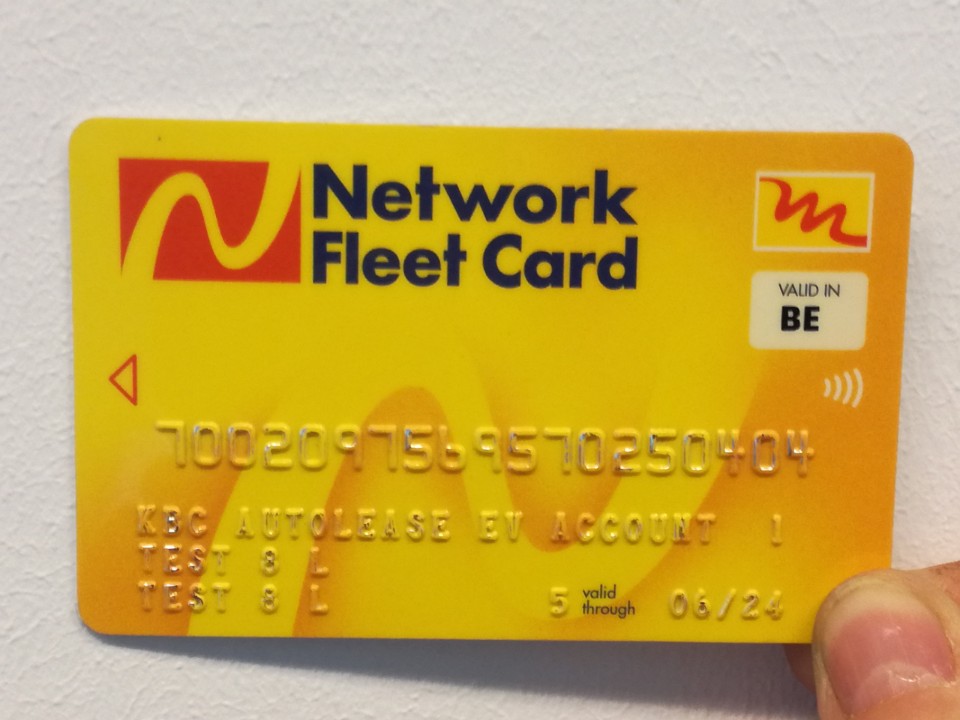 Network
Fleet Card
VALID IN
BE
7002097569570250404
KBC AUTOLEASE EV ACCOUNT 1
TEST 8 L
TEST 8 L
5 valid through 06/24